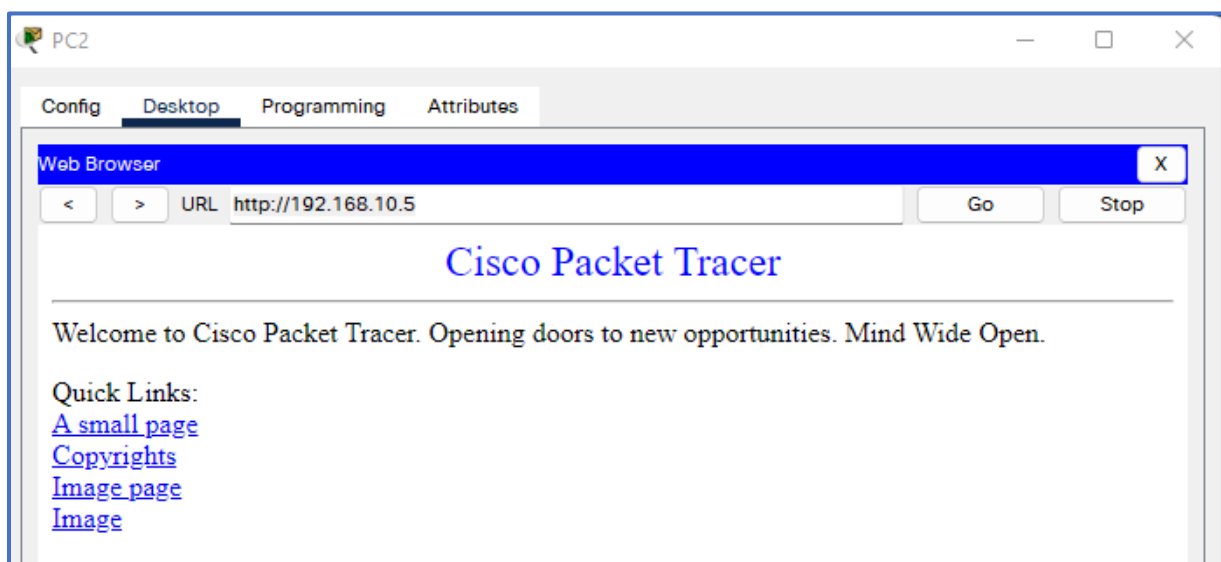 PC2
Config Desktop Programming Attributes
Web Browser X
< > URL http://192.168.10.5 Go Stop
Cisco Packet Tracer
Welcome to Cisco Packet Tracer. Opening doors to new opportunities. Mind Wide Open.
Quick Links:
A small page
Copyrights
Image page
Image